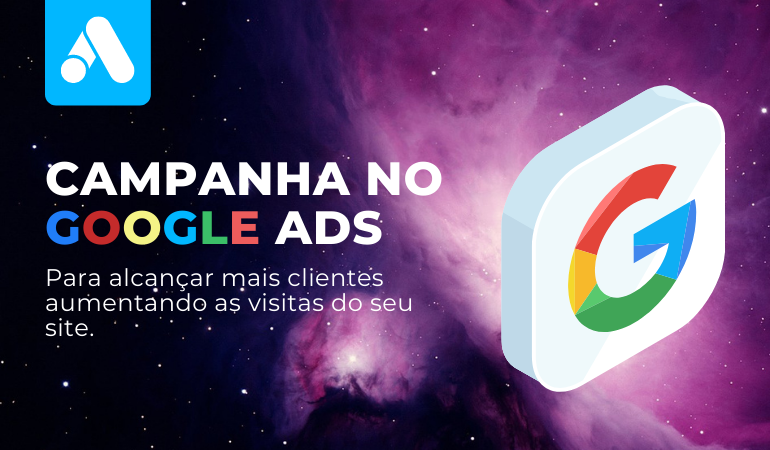 CAMPANHA NO
GOOGLE ADS
Para alcançar mais clientes
aumentando as visitas do seu
site.
G